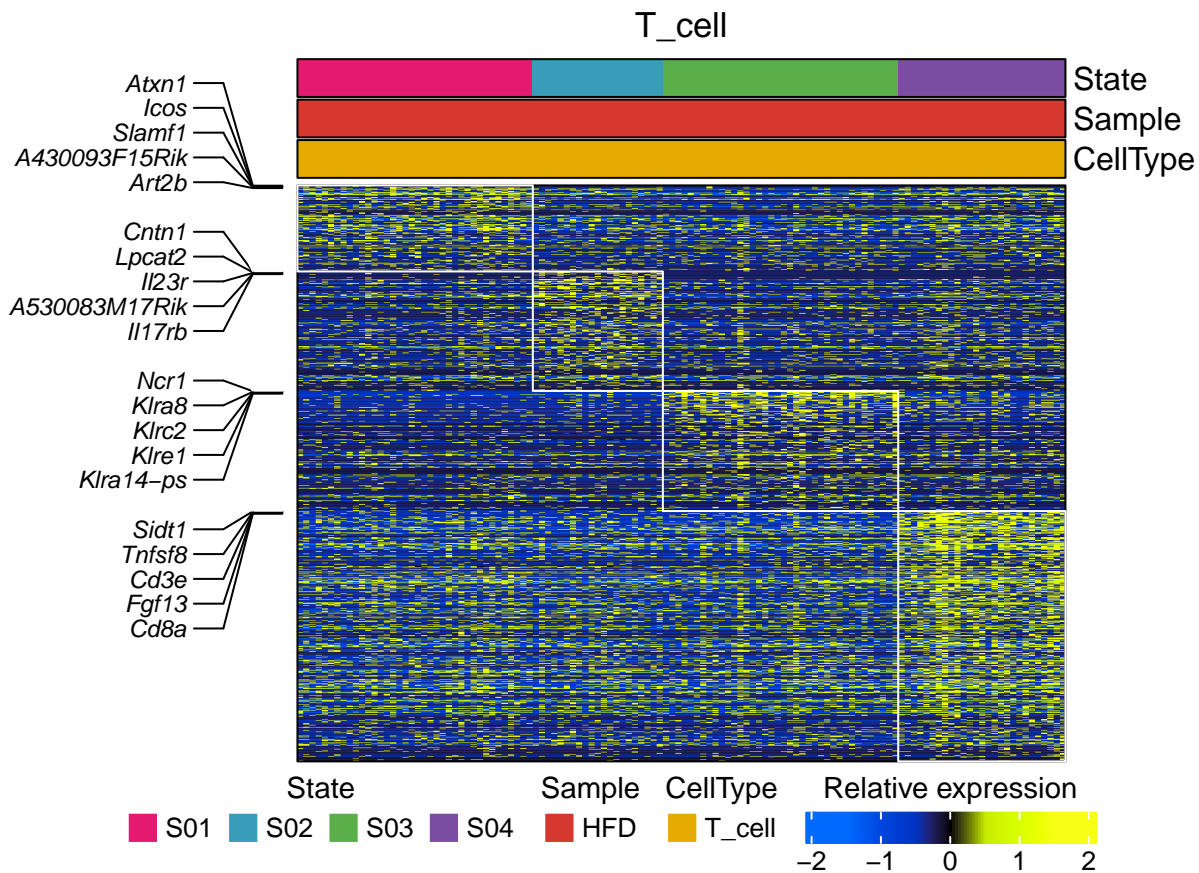 T_cell
State
Sample
CellType
Atxn1
Icos
Slamf1
A430093F15Rik
Art2b
Cntn1
Lpcat2
Il23r
A530083M17Rik
Il17rb
Ncr1
Klra8
Klrc2
Klre1
Klra14−ps
Sidt1
Tnfsf8
Cd3e
Fgf13
Cd8a
State Sample CellType Relative expression
S01 S02 S03 S04 HFD T_cell
−2 −1 0 1 2